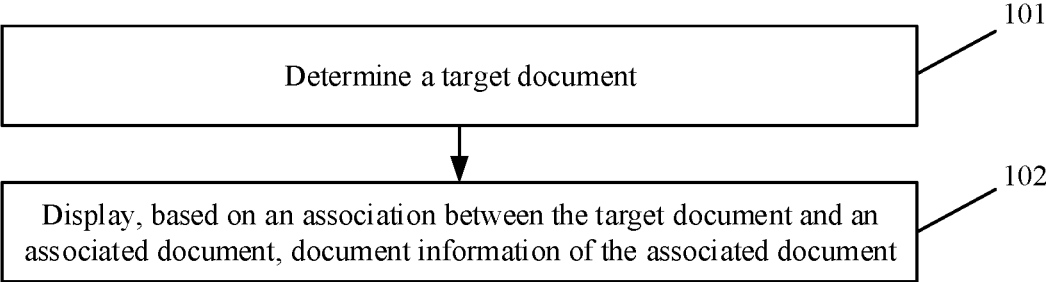 101
Determine a target document
102
Display, based on an association between the target document and an
associated document, document information of the associated document